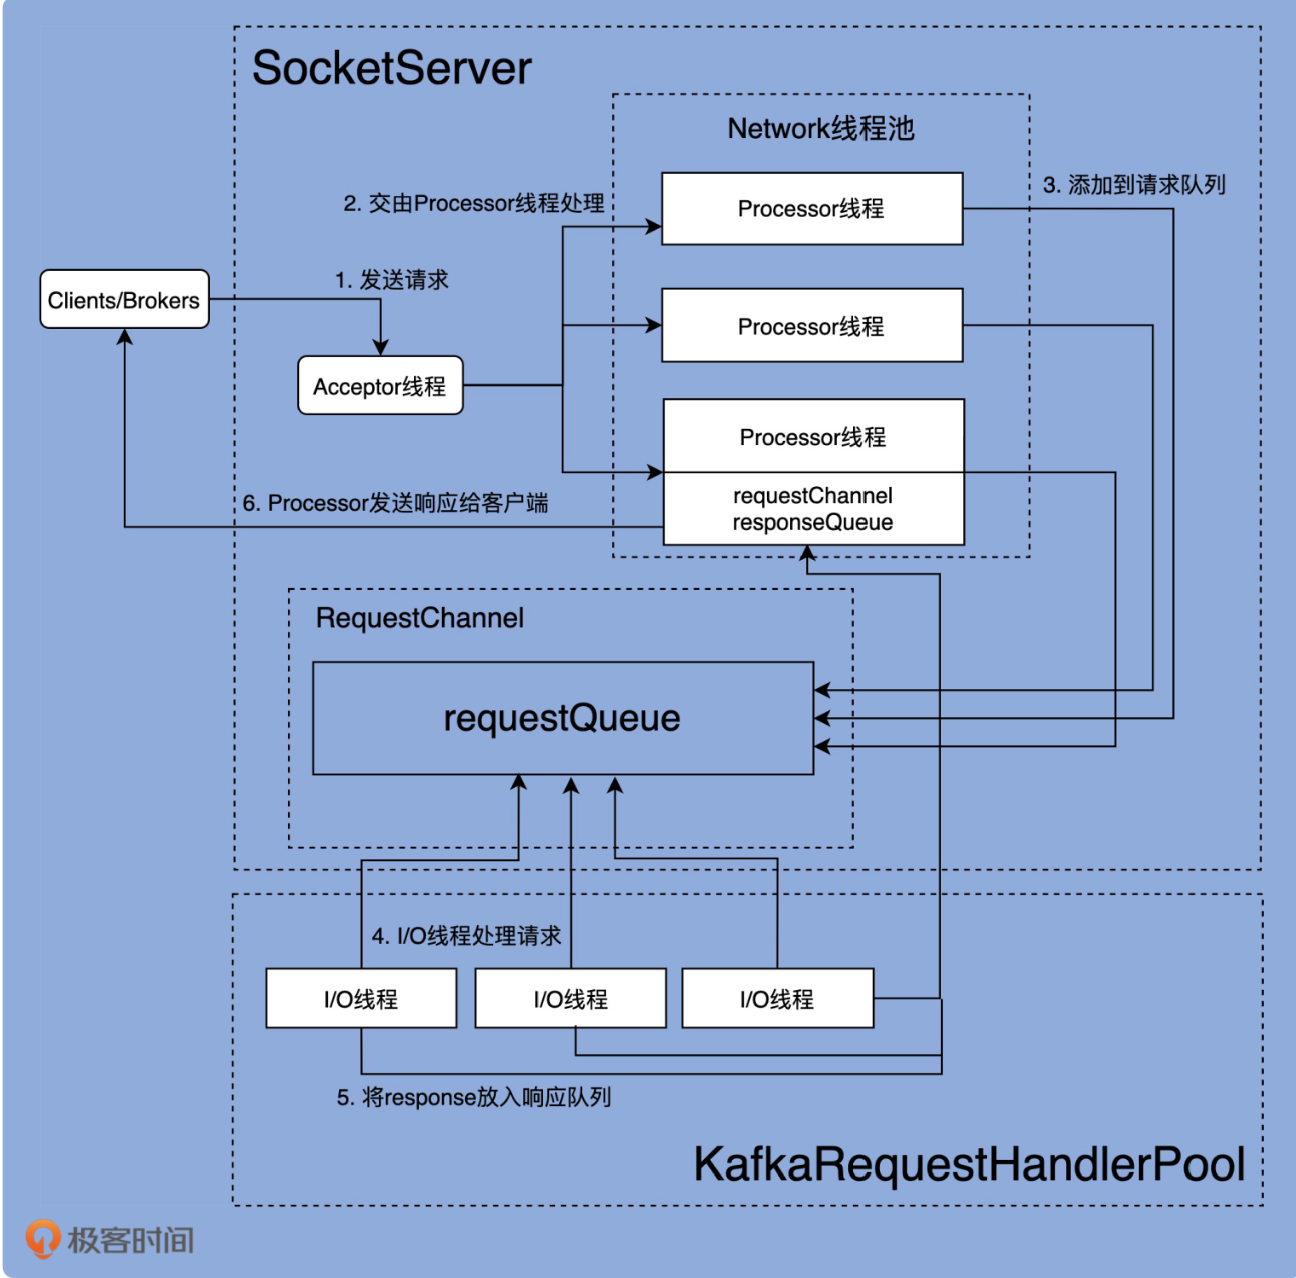 SocketServer
Network线程池
2. 交由Processor线程处理
Processor线程
3. 添加到请求队列
1. 发送请求
Clients/Brokers
Processor线程
Acceptor线程
Processor线程
6. Processor发送响应给客户端
requestChannel
responseQueue
RequestChannel
requestQueue
4. I/O线程处理请求
I/O线程
I/O线程
I/O线程
5. 将response放入响应队列
KafkaRequestHandlerPool
极客时间